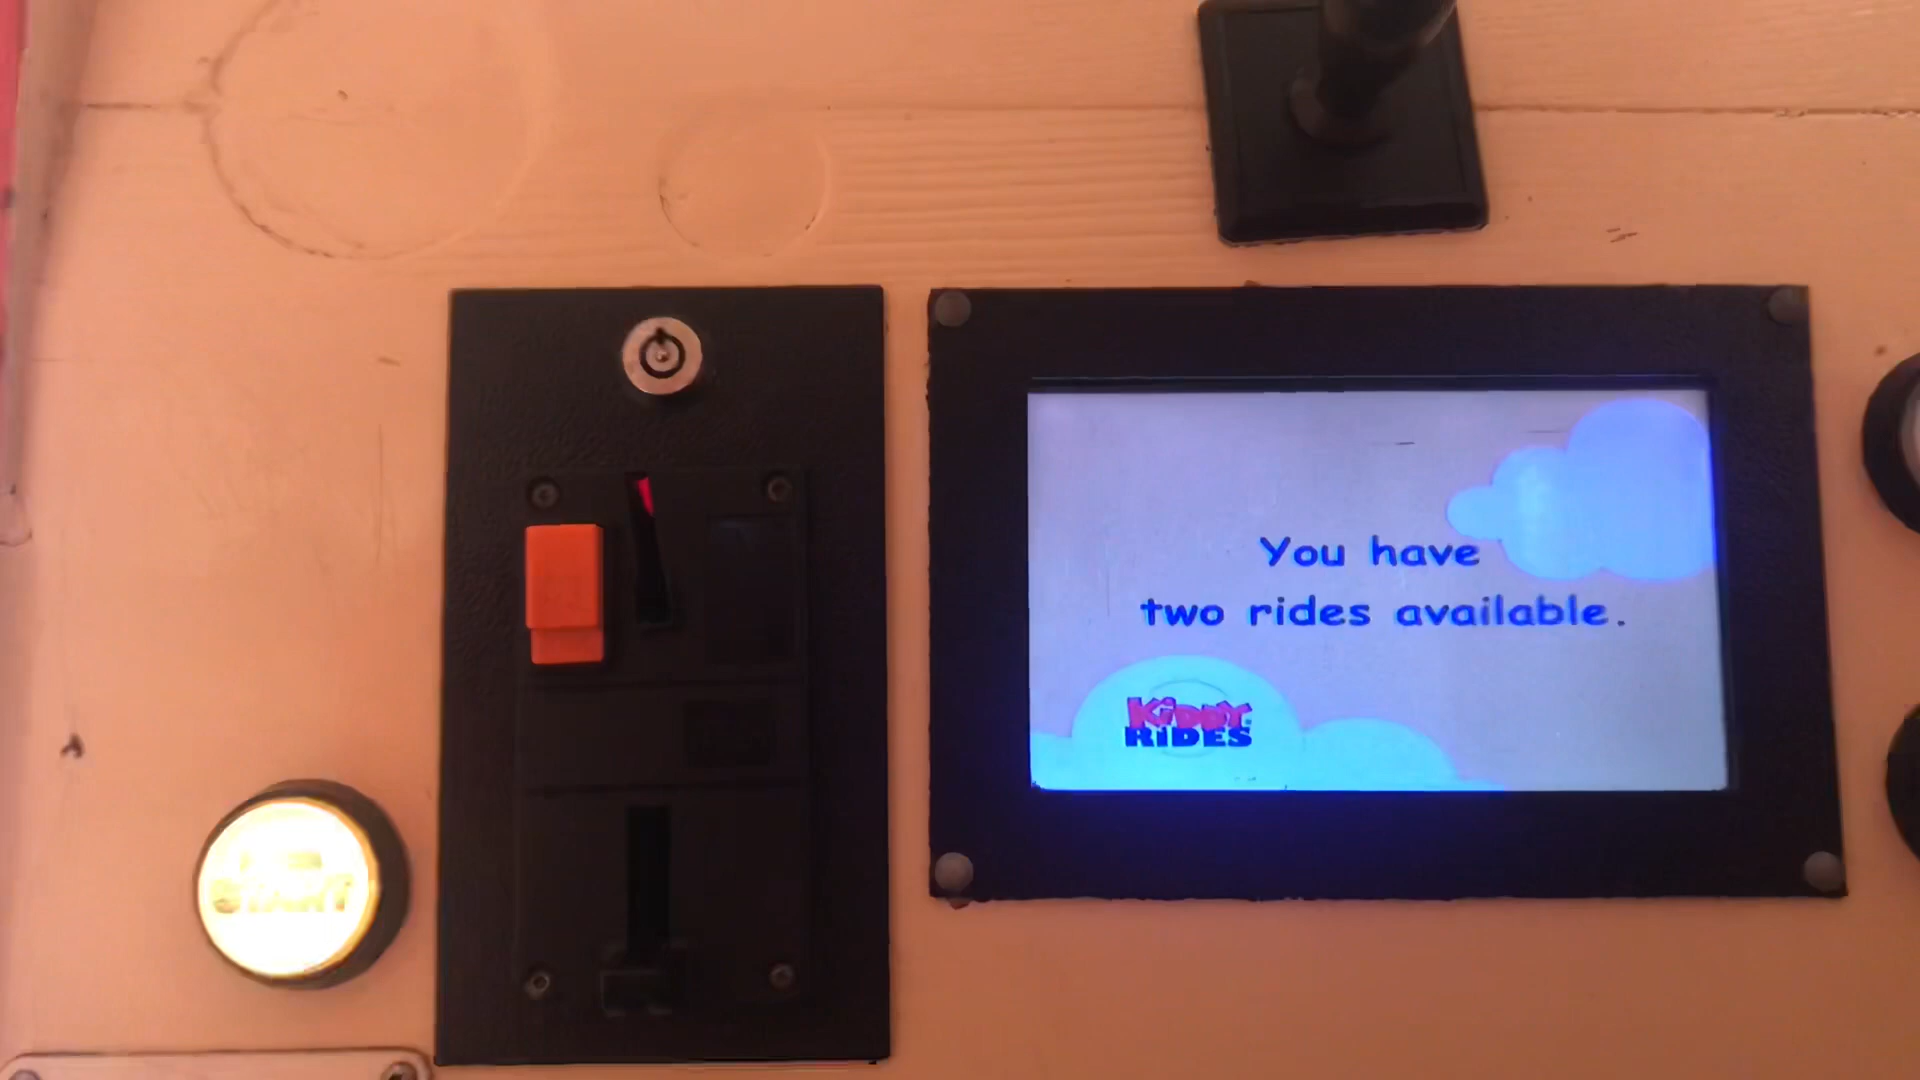 You have
two rides available.
KiDDY
RiDES
START